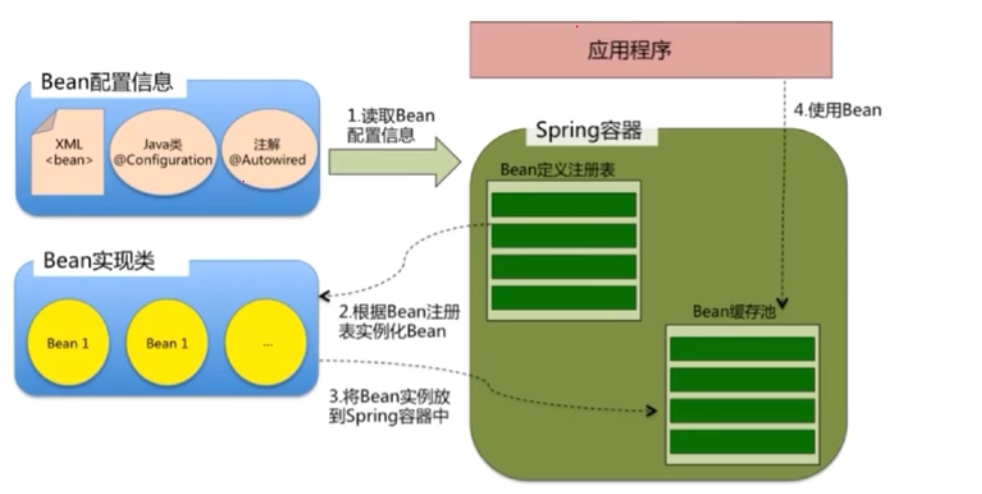 应用程序
Bean配置信息
XML
<bean>
Java类
@Configuration
注解
@Autowired
1.读取Bean
配置信息
4.使用Bean
Spring容器
Bean定义注册表
Bean实现类
Bean 1
Bean 1
...
2.根据Bean注册
表实例化Bean
Bean缓存池
3.将Bean实例放
到Spring容器中